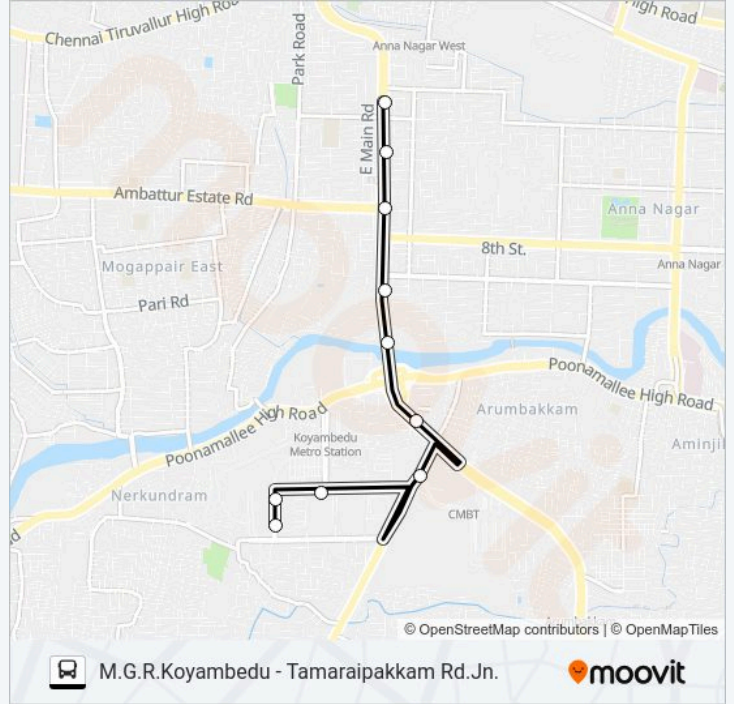 High Road
Chennai Tiruvallur High Roa
Park Road
Anna Nagar West
E Main Rd
Ambattur Estate Rd
Anna Nagar
8th St.
Anna Nagar
Mogappair East
Pari Rd
Poonamallee High Road
Arumbakkam
Poonamallee High Road
Koyambedu
Metro Station
Aminjil
Nerkundram
CMBT
© OpenStreetMap contributors | © OpenMapTiles
M.G.R.Koyambedu - Tamaraipakkam Rd.Jn.
moovit